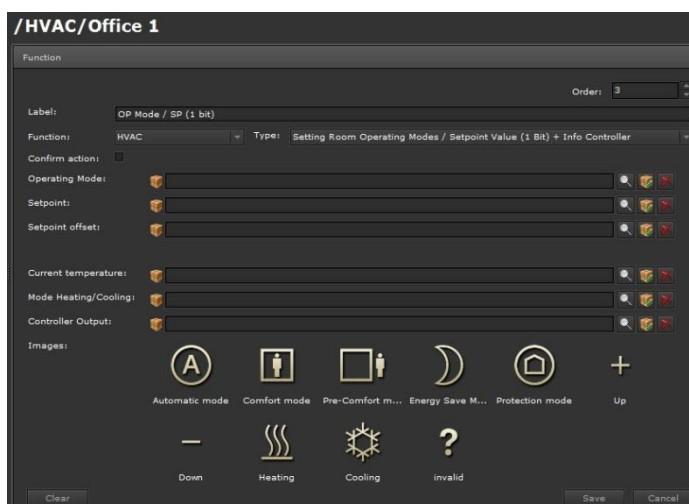 /HVAC/Office 1
Function
Order: 3
Label: OP Mode / SP (1 bit)
Function: HVAC Type: Setting Room Operating Modes / Setpoint Value (1 Bit) + Info Controller
Confirm action:
Operating Mode:
Setpoint:
Setpoint offset:
Current temperature:
Mode Heating/Cooling:
Controller Output:
Images:
A
Automatic mode Comfort mode Pre-Comfort m... Energy Save M... Protection mode Up
?
Down Heating Cooling invalid
Clear Save Cancel